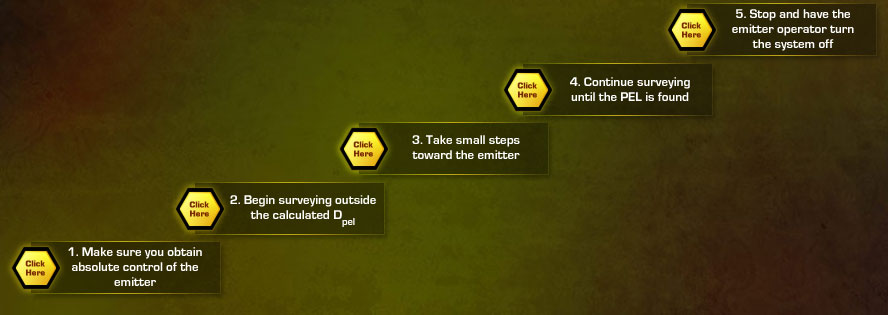 5. Stop and have the
emitter operator turn
the system off
Click
Here
4. Continue surveying
until the PEL is found
Click
Here
3. Take small steps
toward the emitter
Click
Here
2. Begin surveying outside
the calculated Dpel
Click
Here
1. Make sure you obtain
absolute control of the
emitter
Click
Here